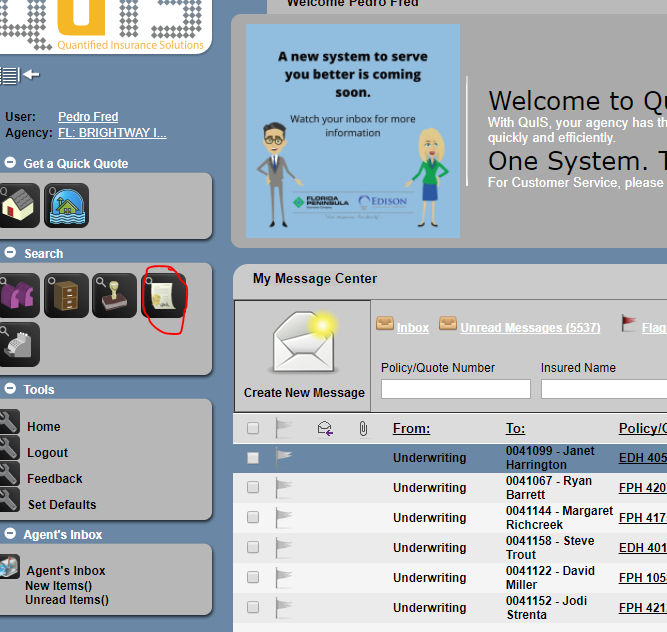 Welcome Pedro Fred
QuIS
Quantified Insurance Solutions
User: Pedro Fred
Agency: FL: BRIGHTWAY I...
Get a Quick Quote
Search
Tools
Home
Logout
Feedback
Set Defaults
Agent's Inbox
Agent's Inbox
New Items()
Unread Items()
A new system to serve
you better is coming
soon.
Watch your inbox for more
information
FLORIDA
PENINSULA
EDISON
Welcome to Qu
With QuIS, your agency has th
quickly and efficiently.
One System. T
For Customer Service, please
My Message Center
Create New Message
Inbox
Unread Messages (5537)
Flag
Policy/Quote Number
Insured Name
From:
To:
Policy/Q
Underwriting
0041099 - Janet
Harrington
EDH 405
Underwriting
0041067 - Ryan
Barrett
FPH 420
Underwriting
0041144 - Margaret
Richcreek
FPH 417
Underwriting
0041158 - Steve
Trout
EDH 401
Underwriting
0041122 - David
Miller
FPH 105
Underwriting
0041152 - Jodi
Strenta
FPH 421